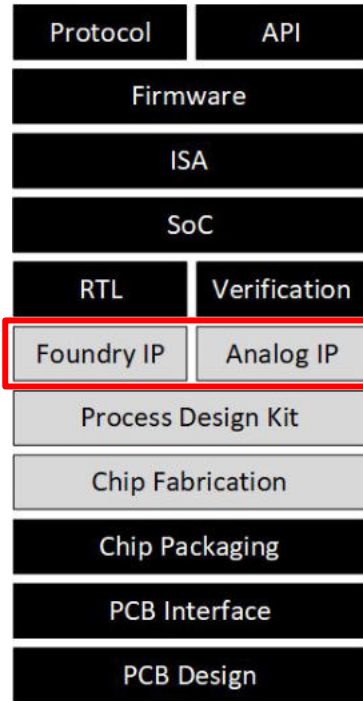 Protocol API
Firmware
ISA
SoC
RTL Verification
Foundry IP Analog IP
Process Design Kit
Chip Fabrication
Chip Packaging
PCB Interface
PCB Design